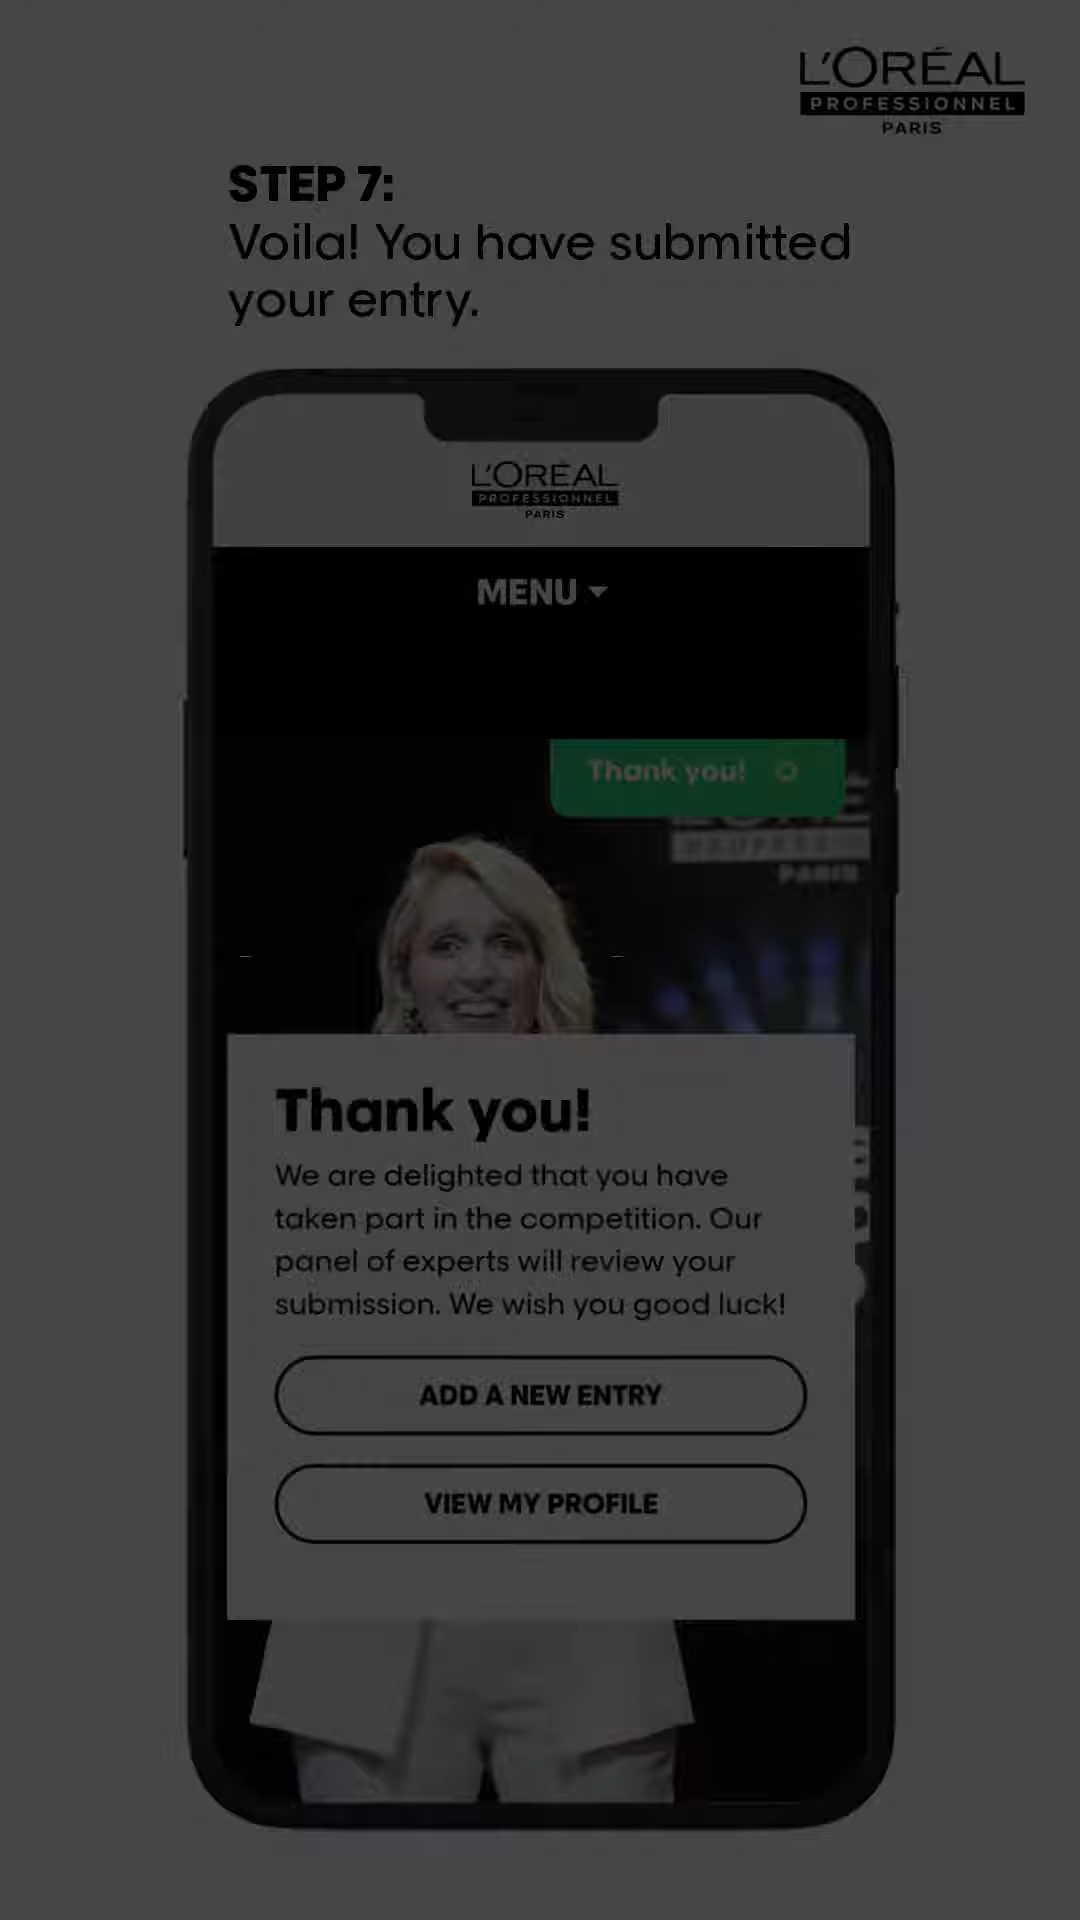 L'ORÉAL
PROFESSIONNEL
PARIS
STEP 7:
Voila! You have submitted
your entry.
L'ORÉAL
PROFESSIONNEL
PARIS
MENU
Thank you!
PARIS
Thank you!
We are delighted that you have
taken part in the competition. Our
panel of experts will review your
submission. We wish you good luck!
ADD A NEW ENTRY
VIEW MY PROFILE